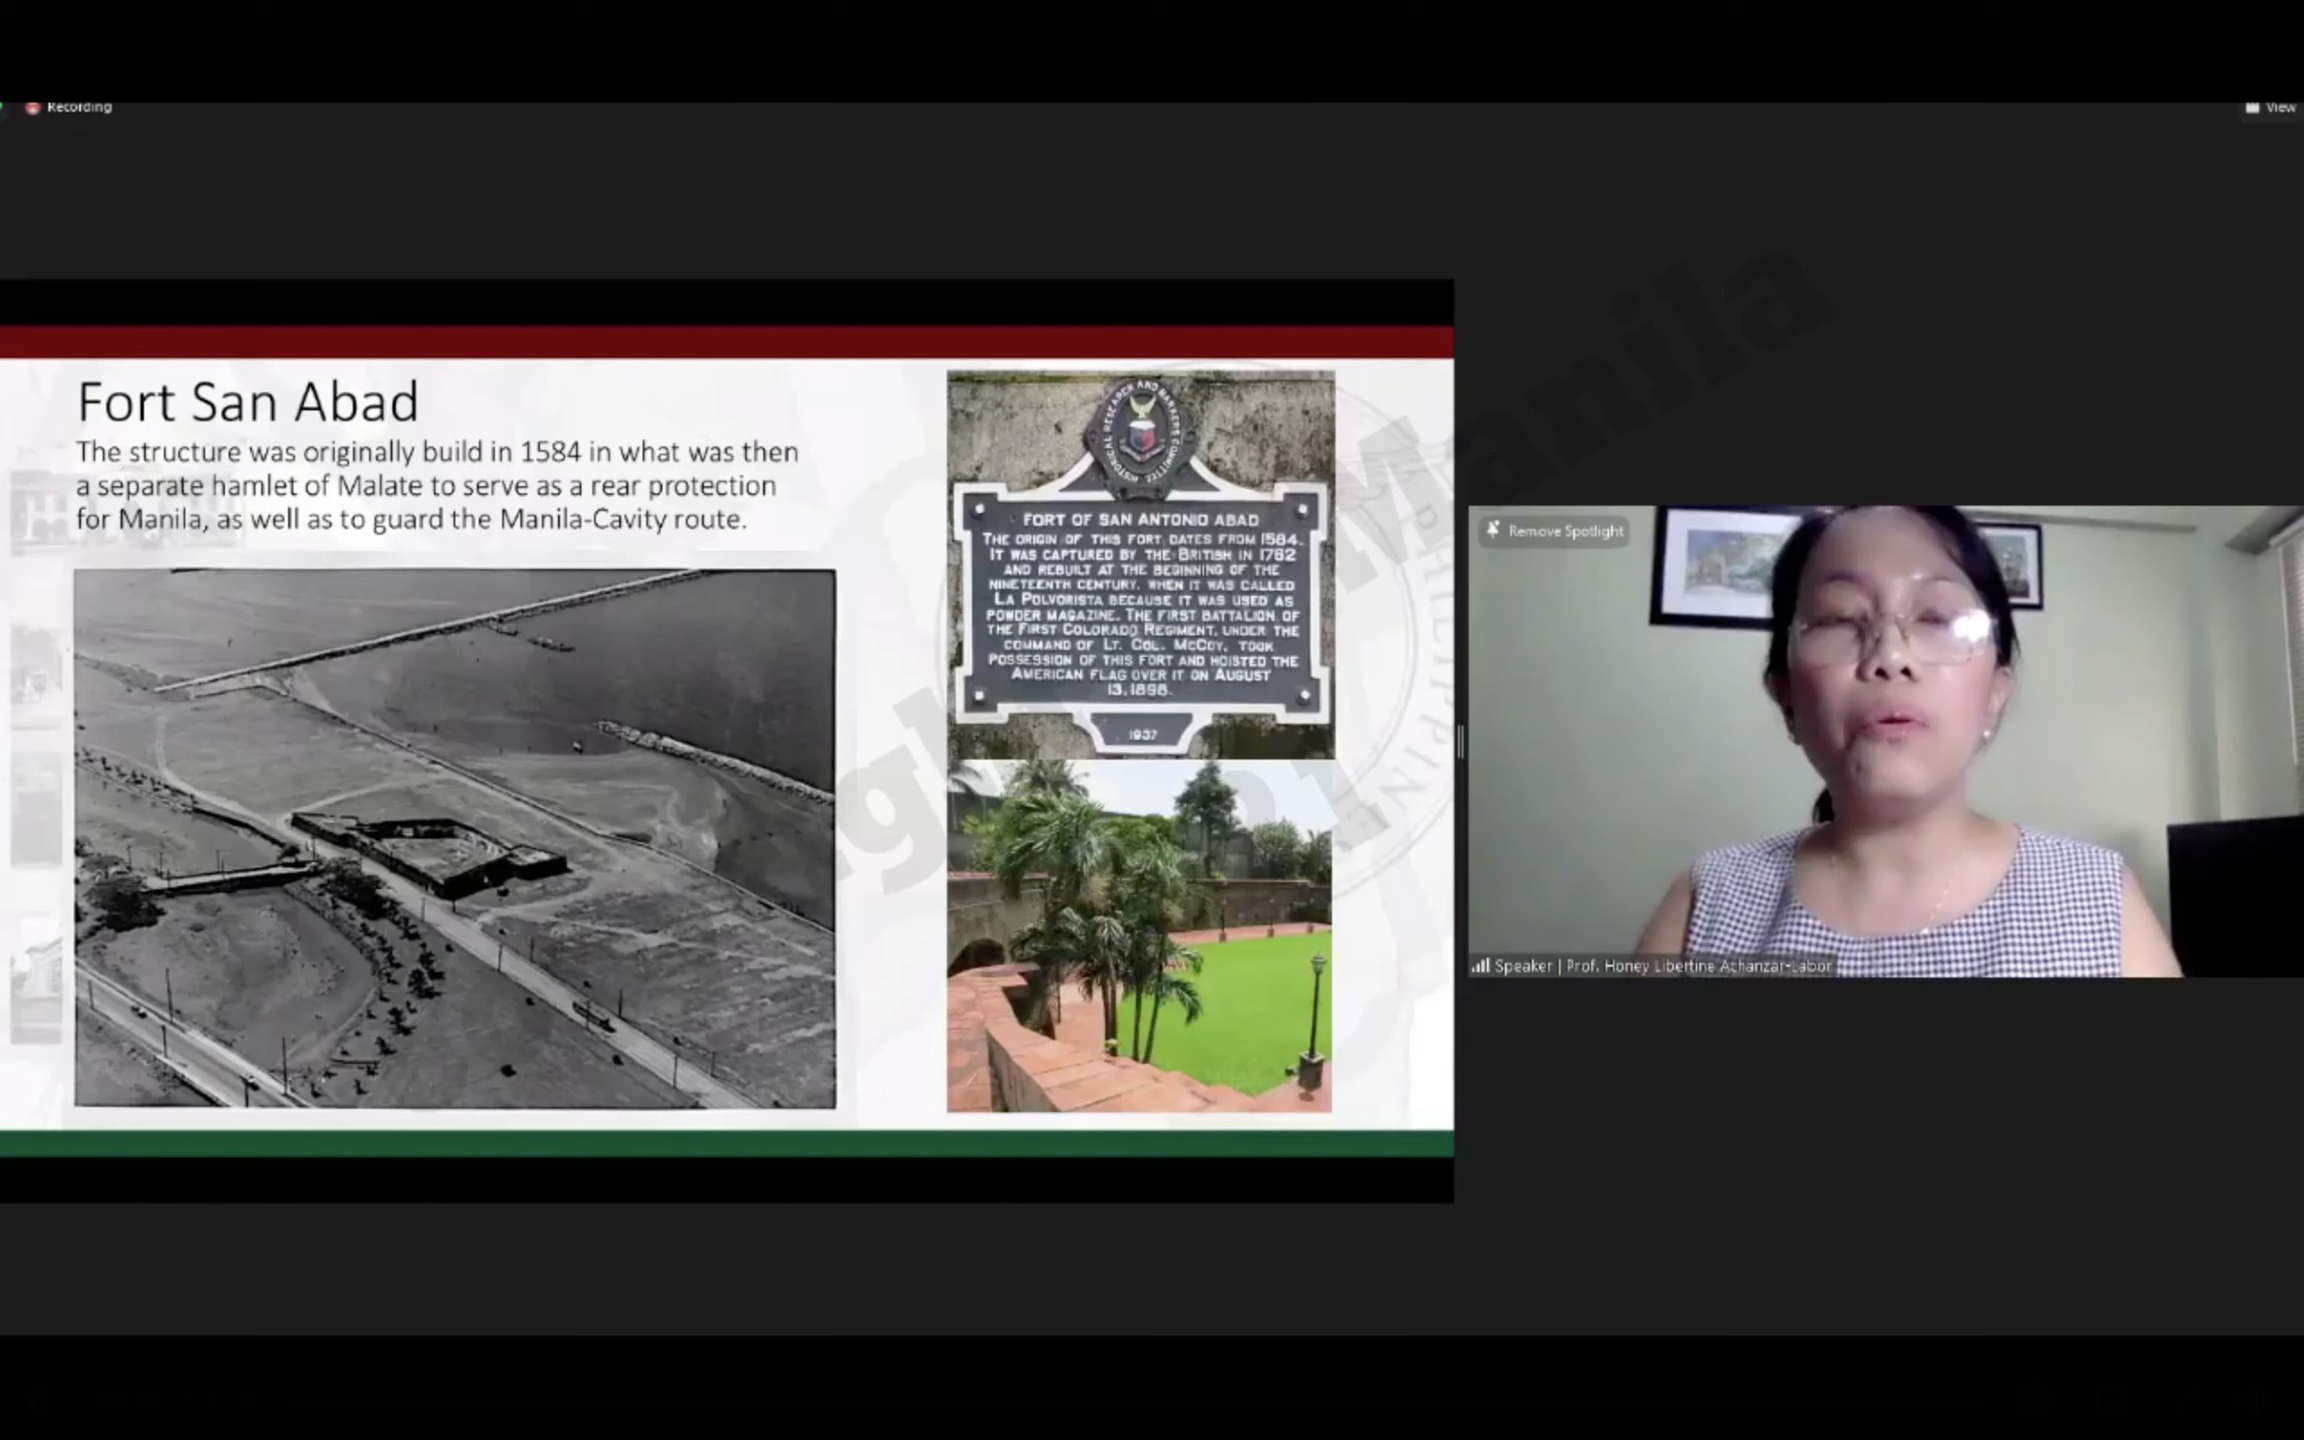 Recording
View
Fort San Abad
The structure was originally build in 1584 in what was then
a separate hamlet of Malate to serve as a rear protection
for Manila, as well as to guard the Manila-Cavity route.
HISTORICAL RESEARCH AND MARKERS COMMITTEE
FORT OF SAN ANTONIO ABAD
THE ORIGIN OF THIS FORT DATES FROM 1584.
IT WAS CAPTURED BY THE BRITISH IN 1762
AND REBUILT AT THE BEGINNING OF THE
NINETEENTH CENTURY, WHEN IT WAS CALLED
LA POLVORISTA BECAUSE IT WAS USED AS
POWDER MAGAZINE. THE FIRST BATTALION OF
THE FIRST COLORADO REGIMENT, UNDER THE
COMMAND OF LT. COL. MCCOY, TOOK
POSSESSION OF THIS FORT AND HOISTED THE
AMERICAN FLAG OVER IT ON AUGUST
13, 1898.
1937
Manila
Remove Spotlight
Speaker | Prof. Honey Libertine Achanzar-Labor